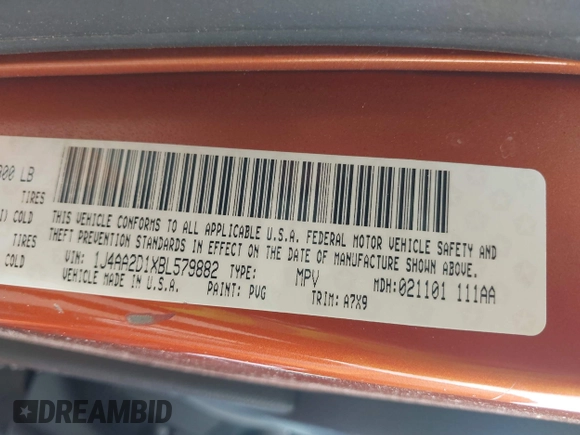 900 LB
TIRES
I) COLD
TIRES
COLD
THIS VEHICLE CONFORMS TO ALL APPLICABLE U.S.A. FEDERAL MOTOR VEHICLE SAFETY AND
THEFT PREVENTION STANDARDS IN EFFECT ON THE DATE OF MANUFACTURE SHOWN ABOVE.
VIN: 1J4AA2D1XBL579882 TYPE: MPV MDH: 021101 111AA
VEHICLE MADE IN U.S.A. PAINT: PVG TRIM: A7X9
DREAMBID